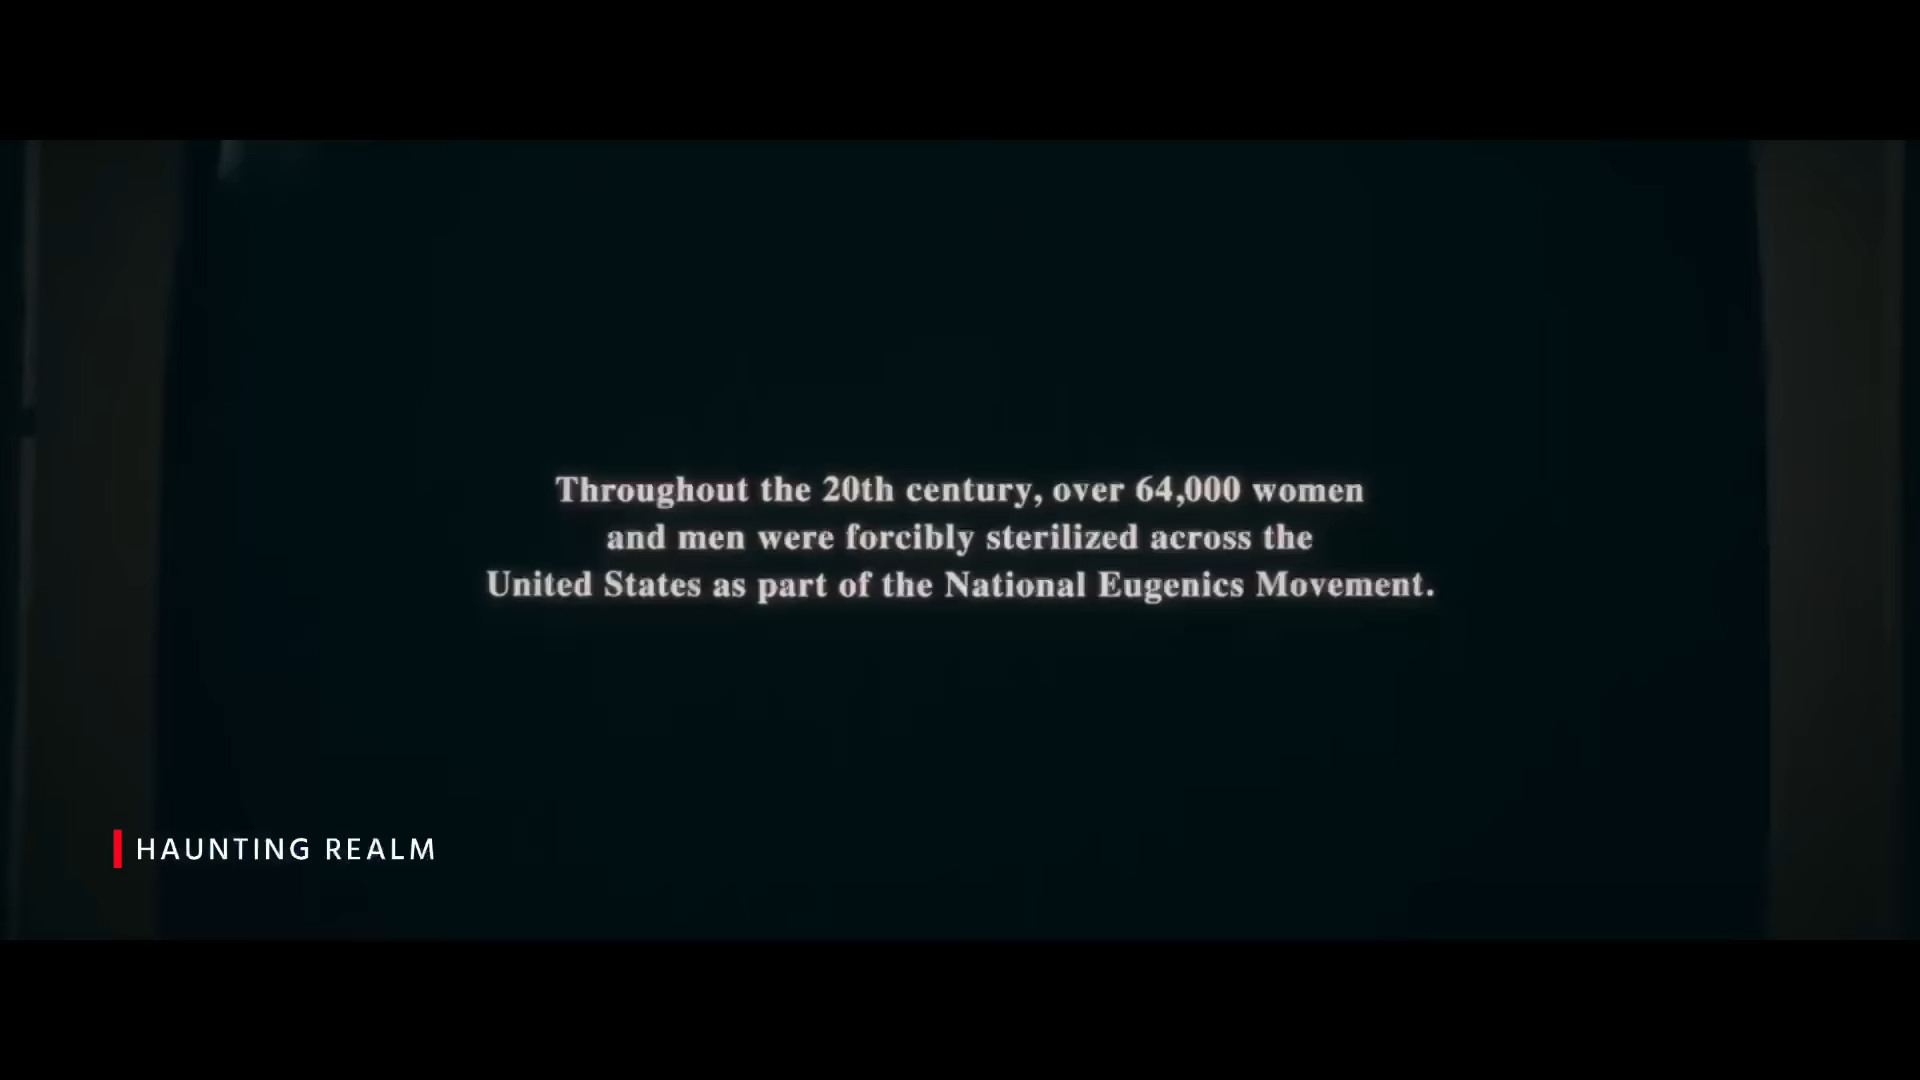 Throughout the 20th century, over 64,000 women
and men were forcibly sterilized across the
United States as part of the National Eugenics Movement.
HAUNTING REALM